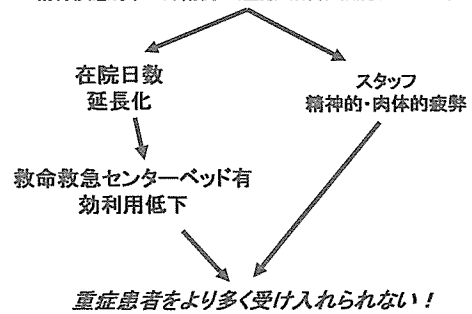 在院日数
延長化
スタッフ
精神的・肉体的疲弊
救命救急センターベッド有
効利用低下
重症患者をより多く受け入れられない！